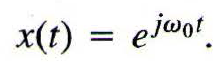 x(t) = e^{jω₀t}.